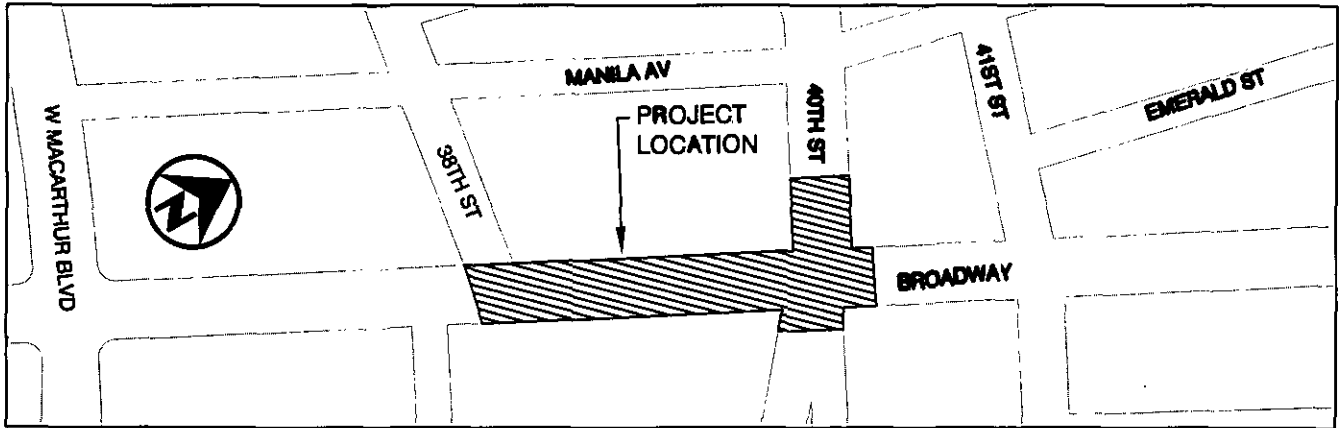 MANILA AV
41ST ST
EMERALD ST
W MACARTHUR BLVD
PROJECT
LOCATION
40TH ST
38TH ST
N
BROADWAY